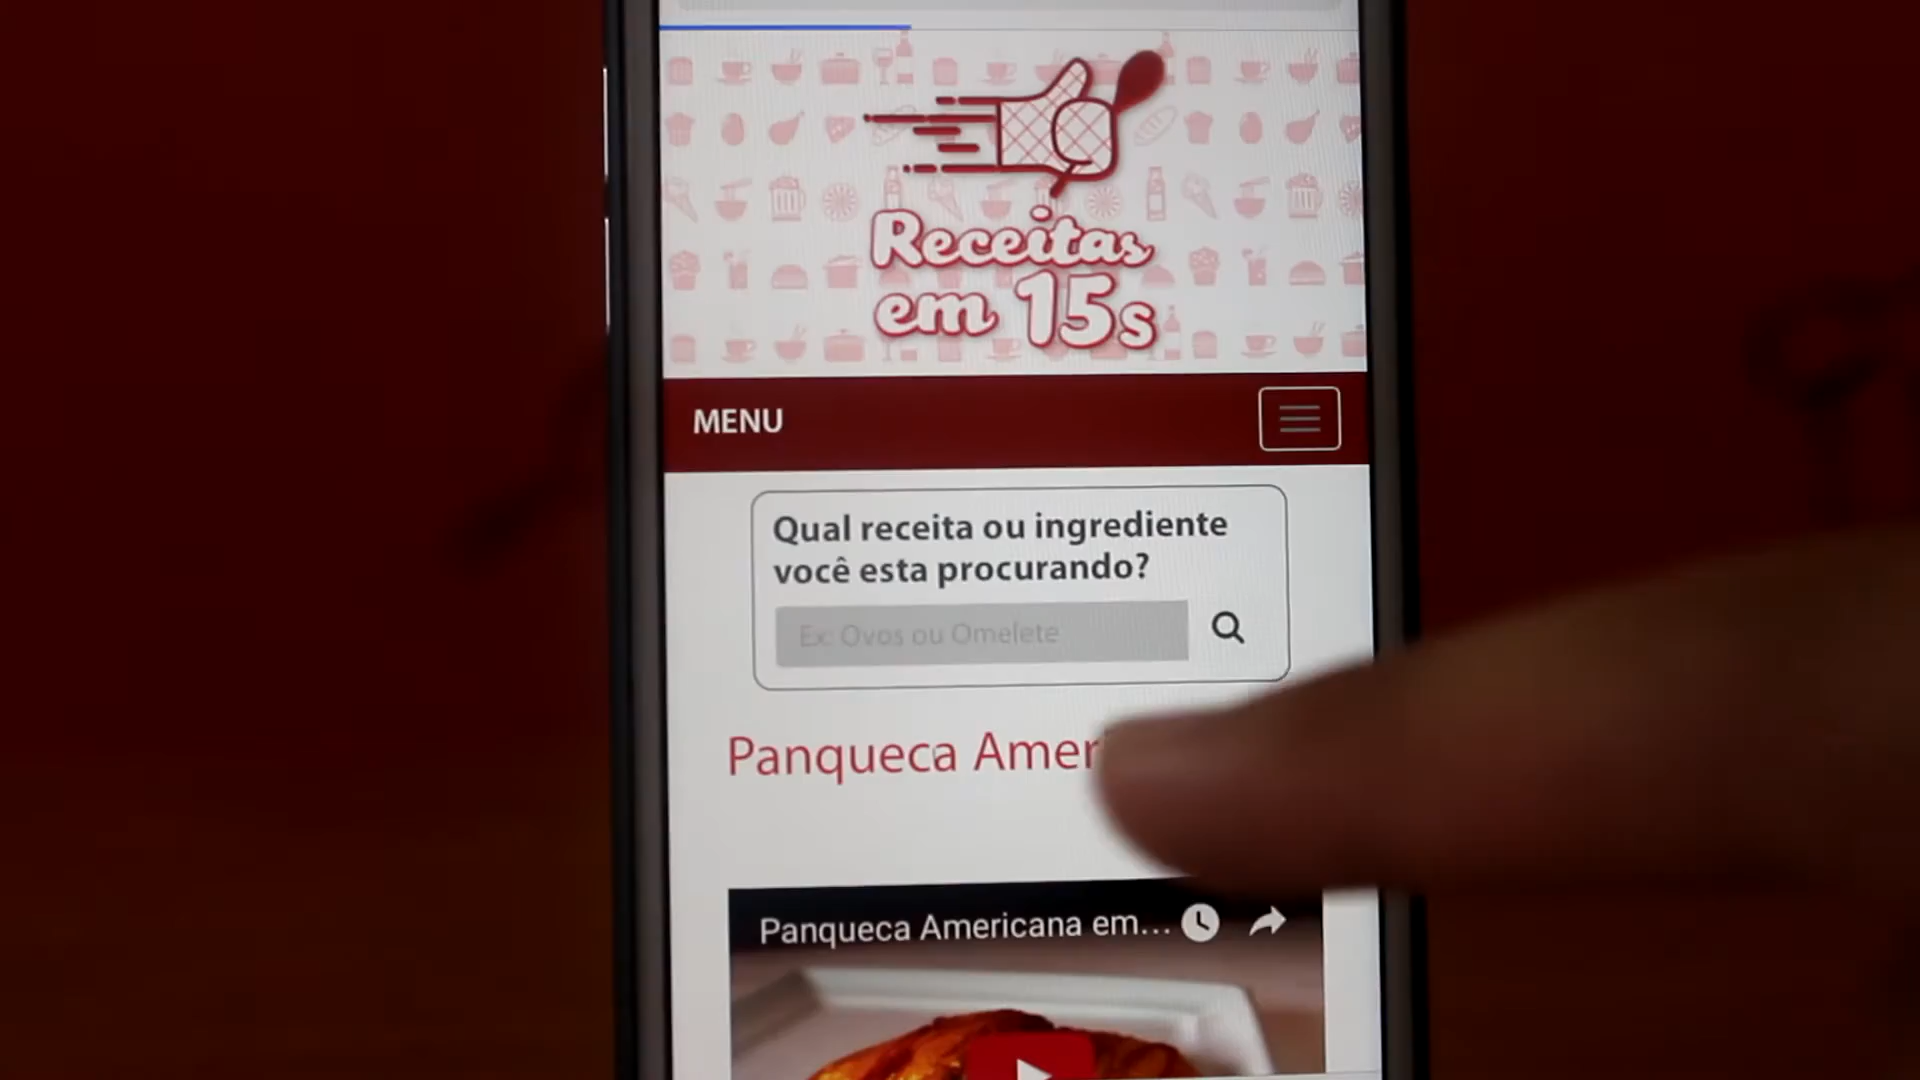 Receitas
em 15s
MENU
Qual receita ou ingrediente
você esta procurando?
Ex: Ovos ou Omelete
Panqueca Amer
Panqueca Americana em...